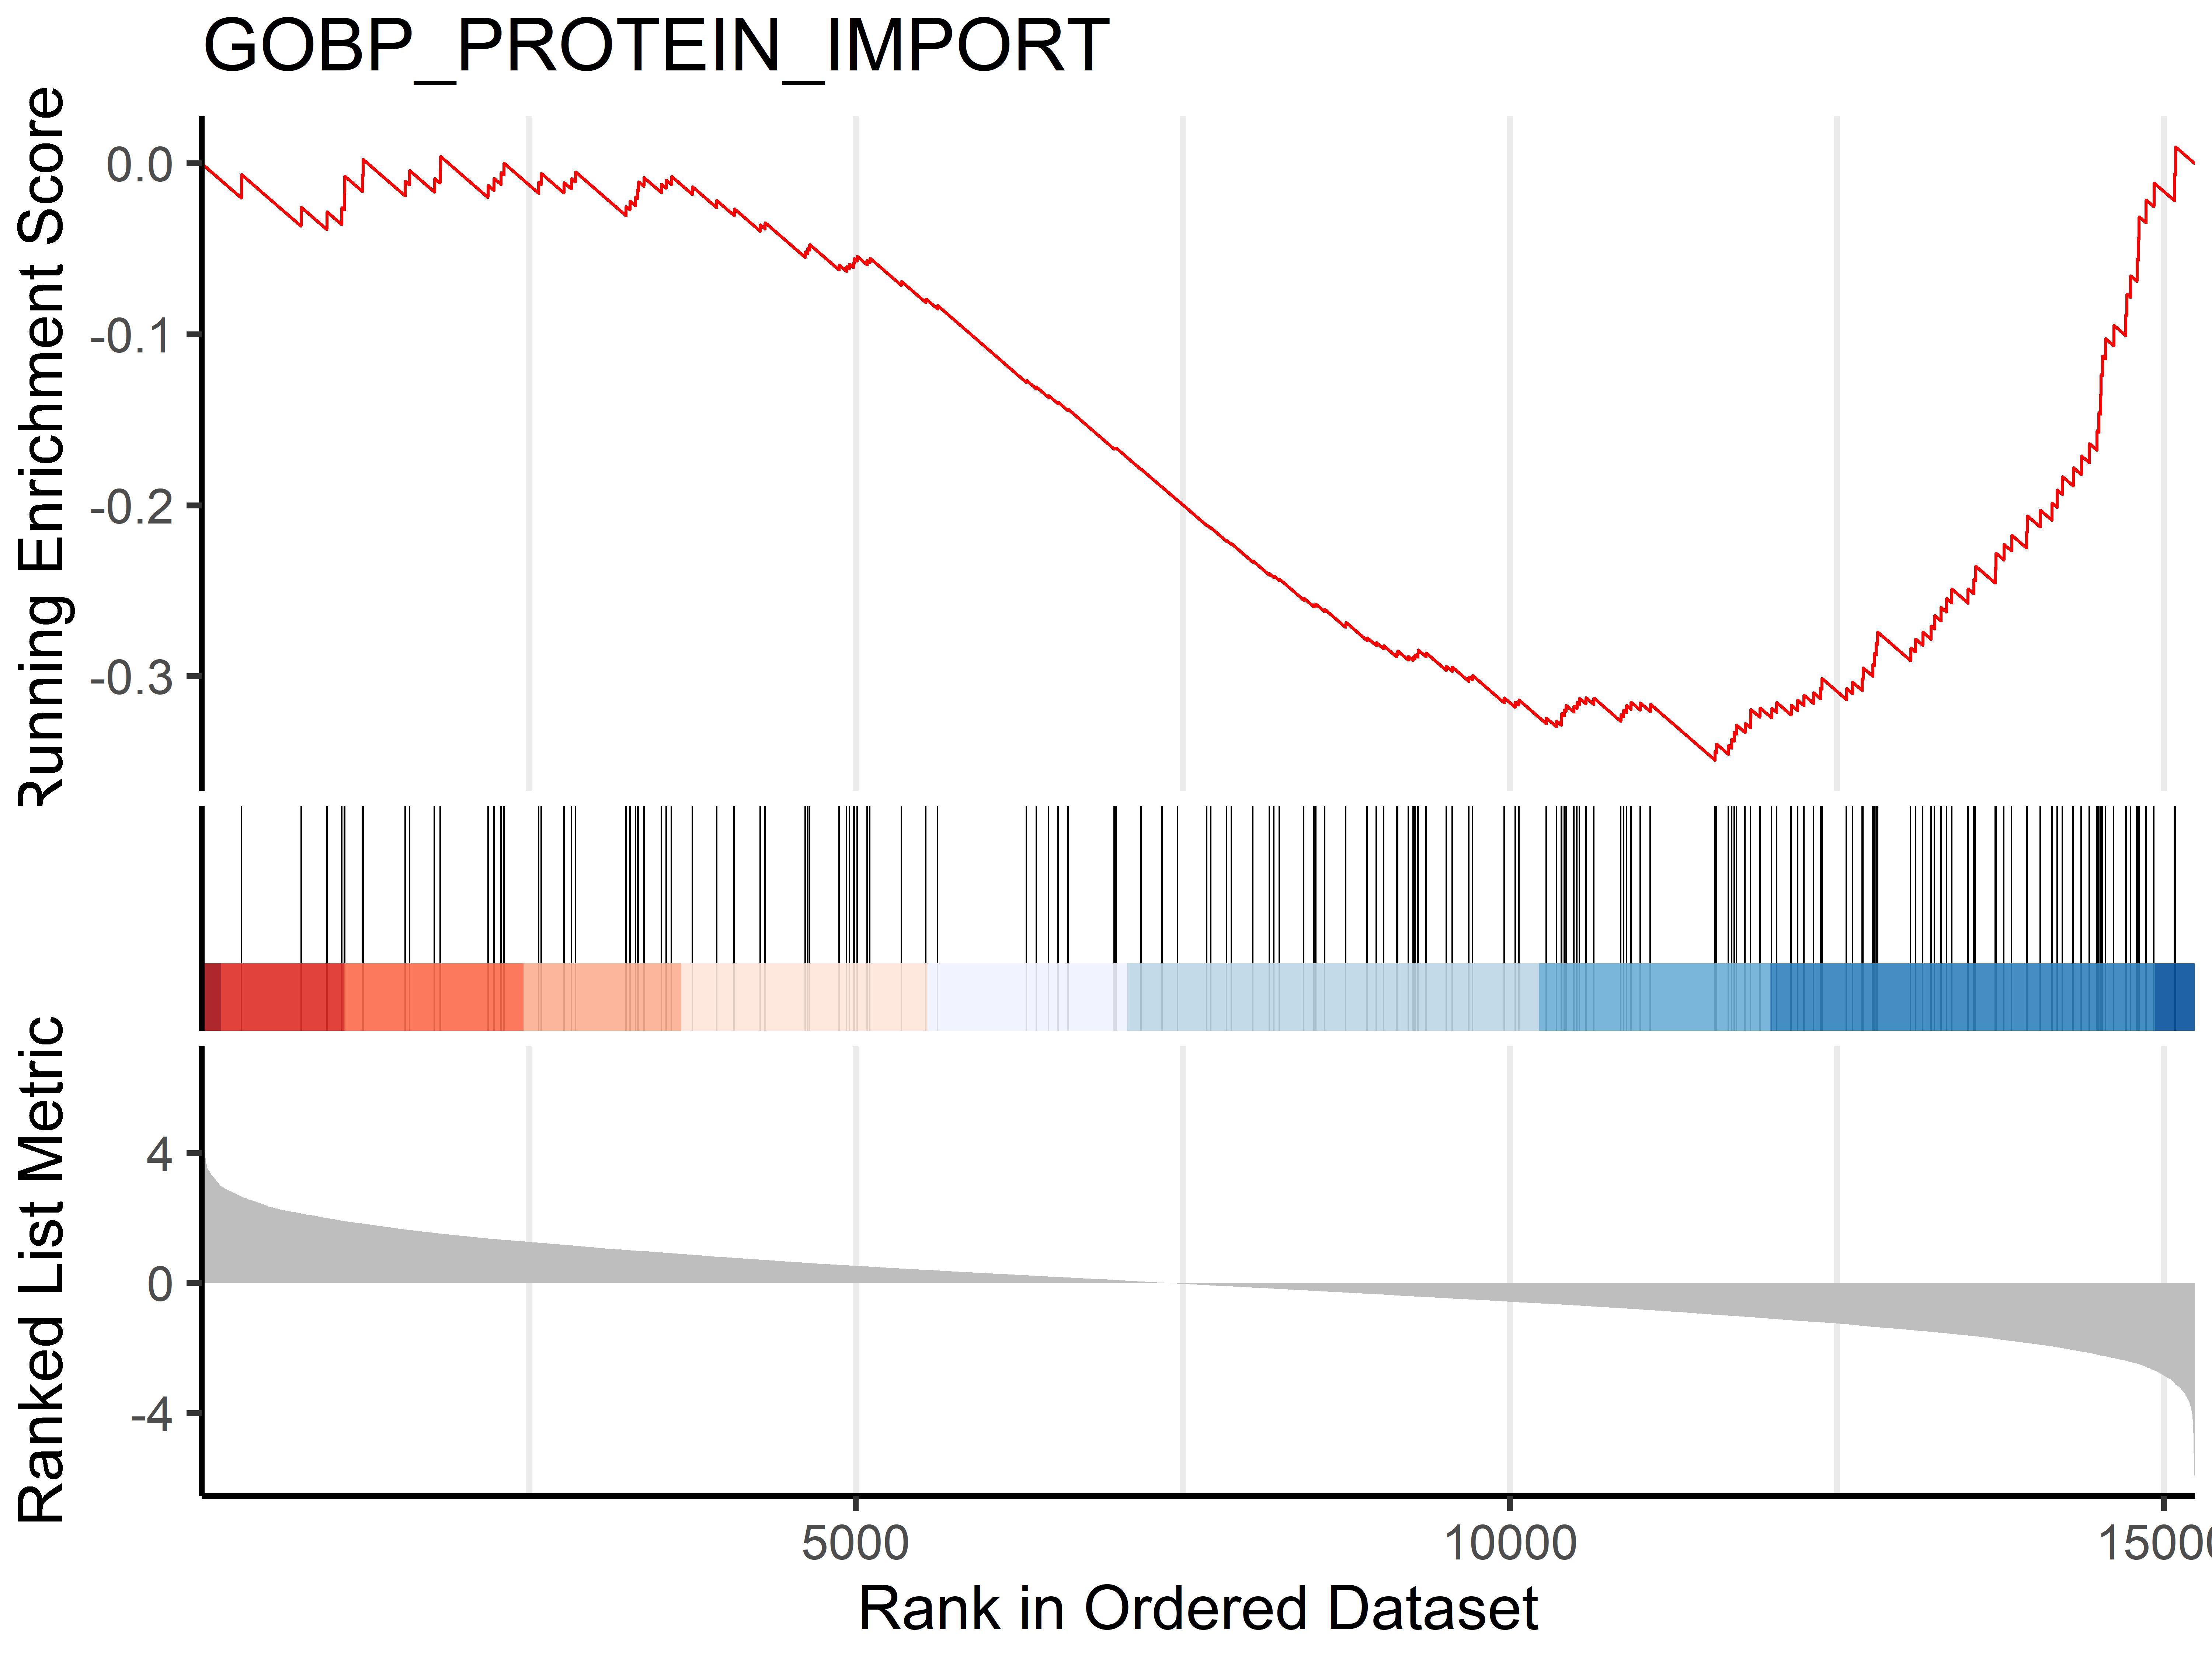 GOBP_PROTEIN_IMPORT
Running Enrichment Score
0.0
-0.1
-0.2
-0.3
Ranked List Metric
4
0
-4
5000
10000
15000
Rank in Ordered Dataset